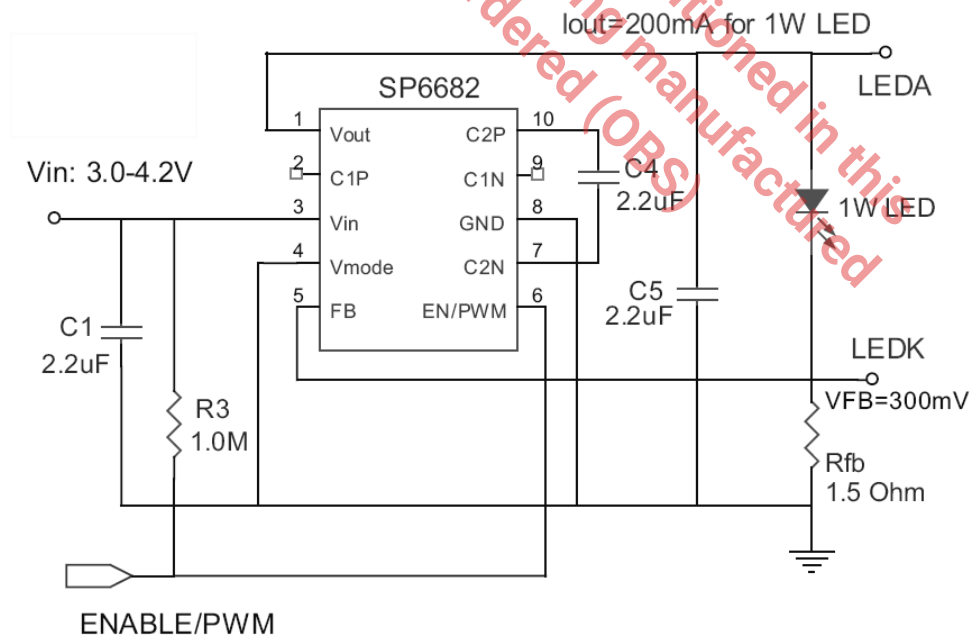 Iout=200mA for 1W LED
LEDA
SP6682
1
Vout
C2P
10
2
C1P
C1N
9
C4
2.2uF
Vin: 3.0-4.2V
3
Vin
GND
8
1W LED
4
Vmode
C2N
7
5
FB
EN/PWM
6
C5
2.2uF
C1
2.2uF
LEDK
VFB=300mV
R3
1.0M
Rfb
1.5 Ohm
ENABLE/PWM
tioned in this
ng manufactured
dered (OBS)